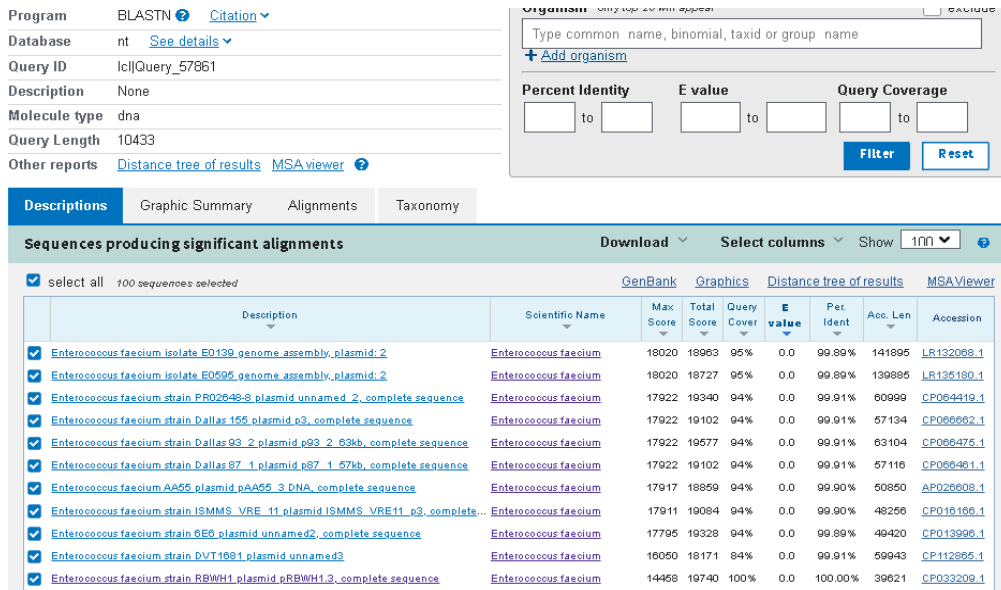 Program BLASTN ? Citation
Database nt See details
Query ID lcl|Query_57861
Description None
Molecule type dna
Query Length 10433
Other reports Distance tree of results MSA viewer ?
Organism only top 20 will appear exclude
Type common name, binomial, taxid or group name
+ Add organism
Percent Identity E value Query Coverage
to to to
Filter Reset
Descriptions Graphic Summary Alignments Taxonomy
Sequences producing significant alignments Download Select columns Show 100 ?
select all 100 sequences selected GenBank Graphics Distance tree of results MSA Viewer
Description Scientific Name Max Score Total Score Query Cover E value Per. Ident Acc. Len Accession
Enterococcus faecium isolate E0139 genome assembly, plasmid: 2 Enterococcus faecium 18020 18963 95% 0.0 99.89% 141895 LR132068.1
Enterococcus faecium isolate E0595 genome assembly, plasmid: 2 Enterococcus faecium 18020 18727 95% 0.0 99.89% 139885 LR135180.1
Enterococcus faecium strain PR02648-8 plasmid unnamed_2, complete sequence Enterococcus faecium 17922 19340 94% 0.0 99.91% 60999 CP064419.1
Enterococcus faecium strain Dallas 155 plasmid p3, complete sequence Enterococcus faecium 17922 19102 94% 0.0 99.91% 57134 CP066662.1
Enterococcus faecium strain Dallas 93_2 plasmid p93_2_63kb, complete sequence Enterococcus faecium 17922 19577 94% 0.0 99.91% 63104 CP066475.1
Enterococcus faecium strain Dallas 87_1 plasmid p87_1_57kb, complete sequence Enterococcus faecium 17922 19102 94% 0.0 99.91% 57116 CP066461.1
Enterococcus faecium AA55 plasmid pAA55_3 DNA, complete sequence Enterococcus faecium 17917 18859 94% 0.0 99.90% 50850 AP026608.1
Enterococcus faecium strain ISMMS_VRE_11 plasmid ISMMS_VRE11_p3, complete... Enterococcus faecium 17911 19084 94% 0.0 99.90% 48256 CP016166.1
Enterococcus faecium strain 6E6 plasmid unnamed2, complete sequence Enterococcus faecium 17795 19328 94% 0.0 99.89% 49420 CP013996.1
Enterococcus faecium strain DVT1681 plasmid unnamed3 Enterococcus faecium 16050 18171 84% 0.0 99.91% 59943 CP112865.1
Enterococcus faecium strain RBWH1 plasmid pRBWH1.3, complete sequence Enterococcus faecium 14458 19740 100% 0.0 100.00% 39621 CP033209.1